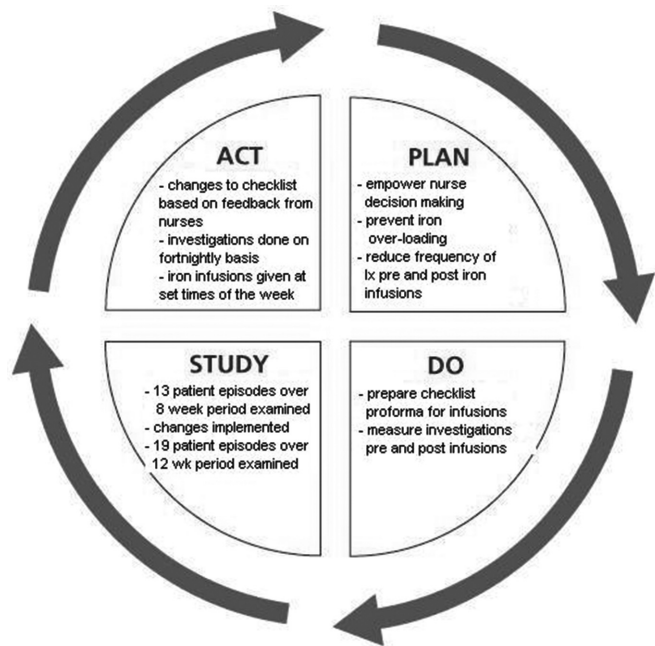 ACT
- changes to checklist
based on feedback from
nurses
- investigations done on
fortnightly basis
- iron infusions given at
set times of the week
PLAN
- empower nurse
decision making
- prevent iron
over-loading
- reduce frequency of
Ix pre and post iron
infusions
STUDY
- 13 patient episodes over
8 week period examined
- changes implemented
- 19 patient episodes over
12 wk period examined
DO
- prepare checklist
proforma for infusions
- measure investigations
pre and post infusions